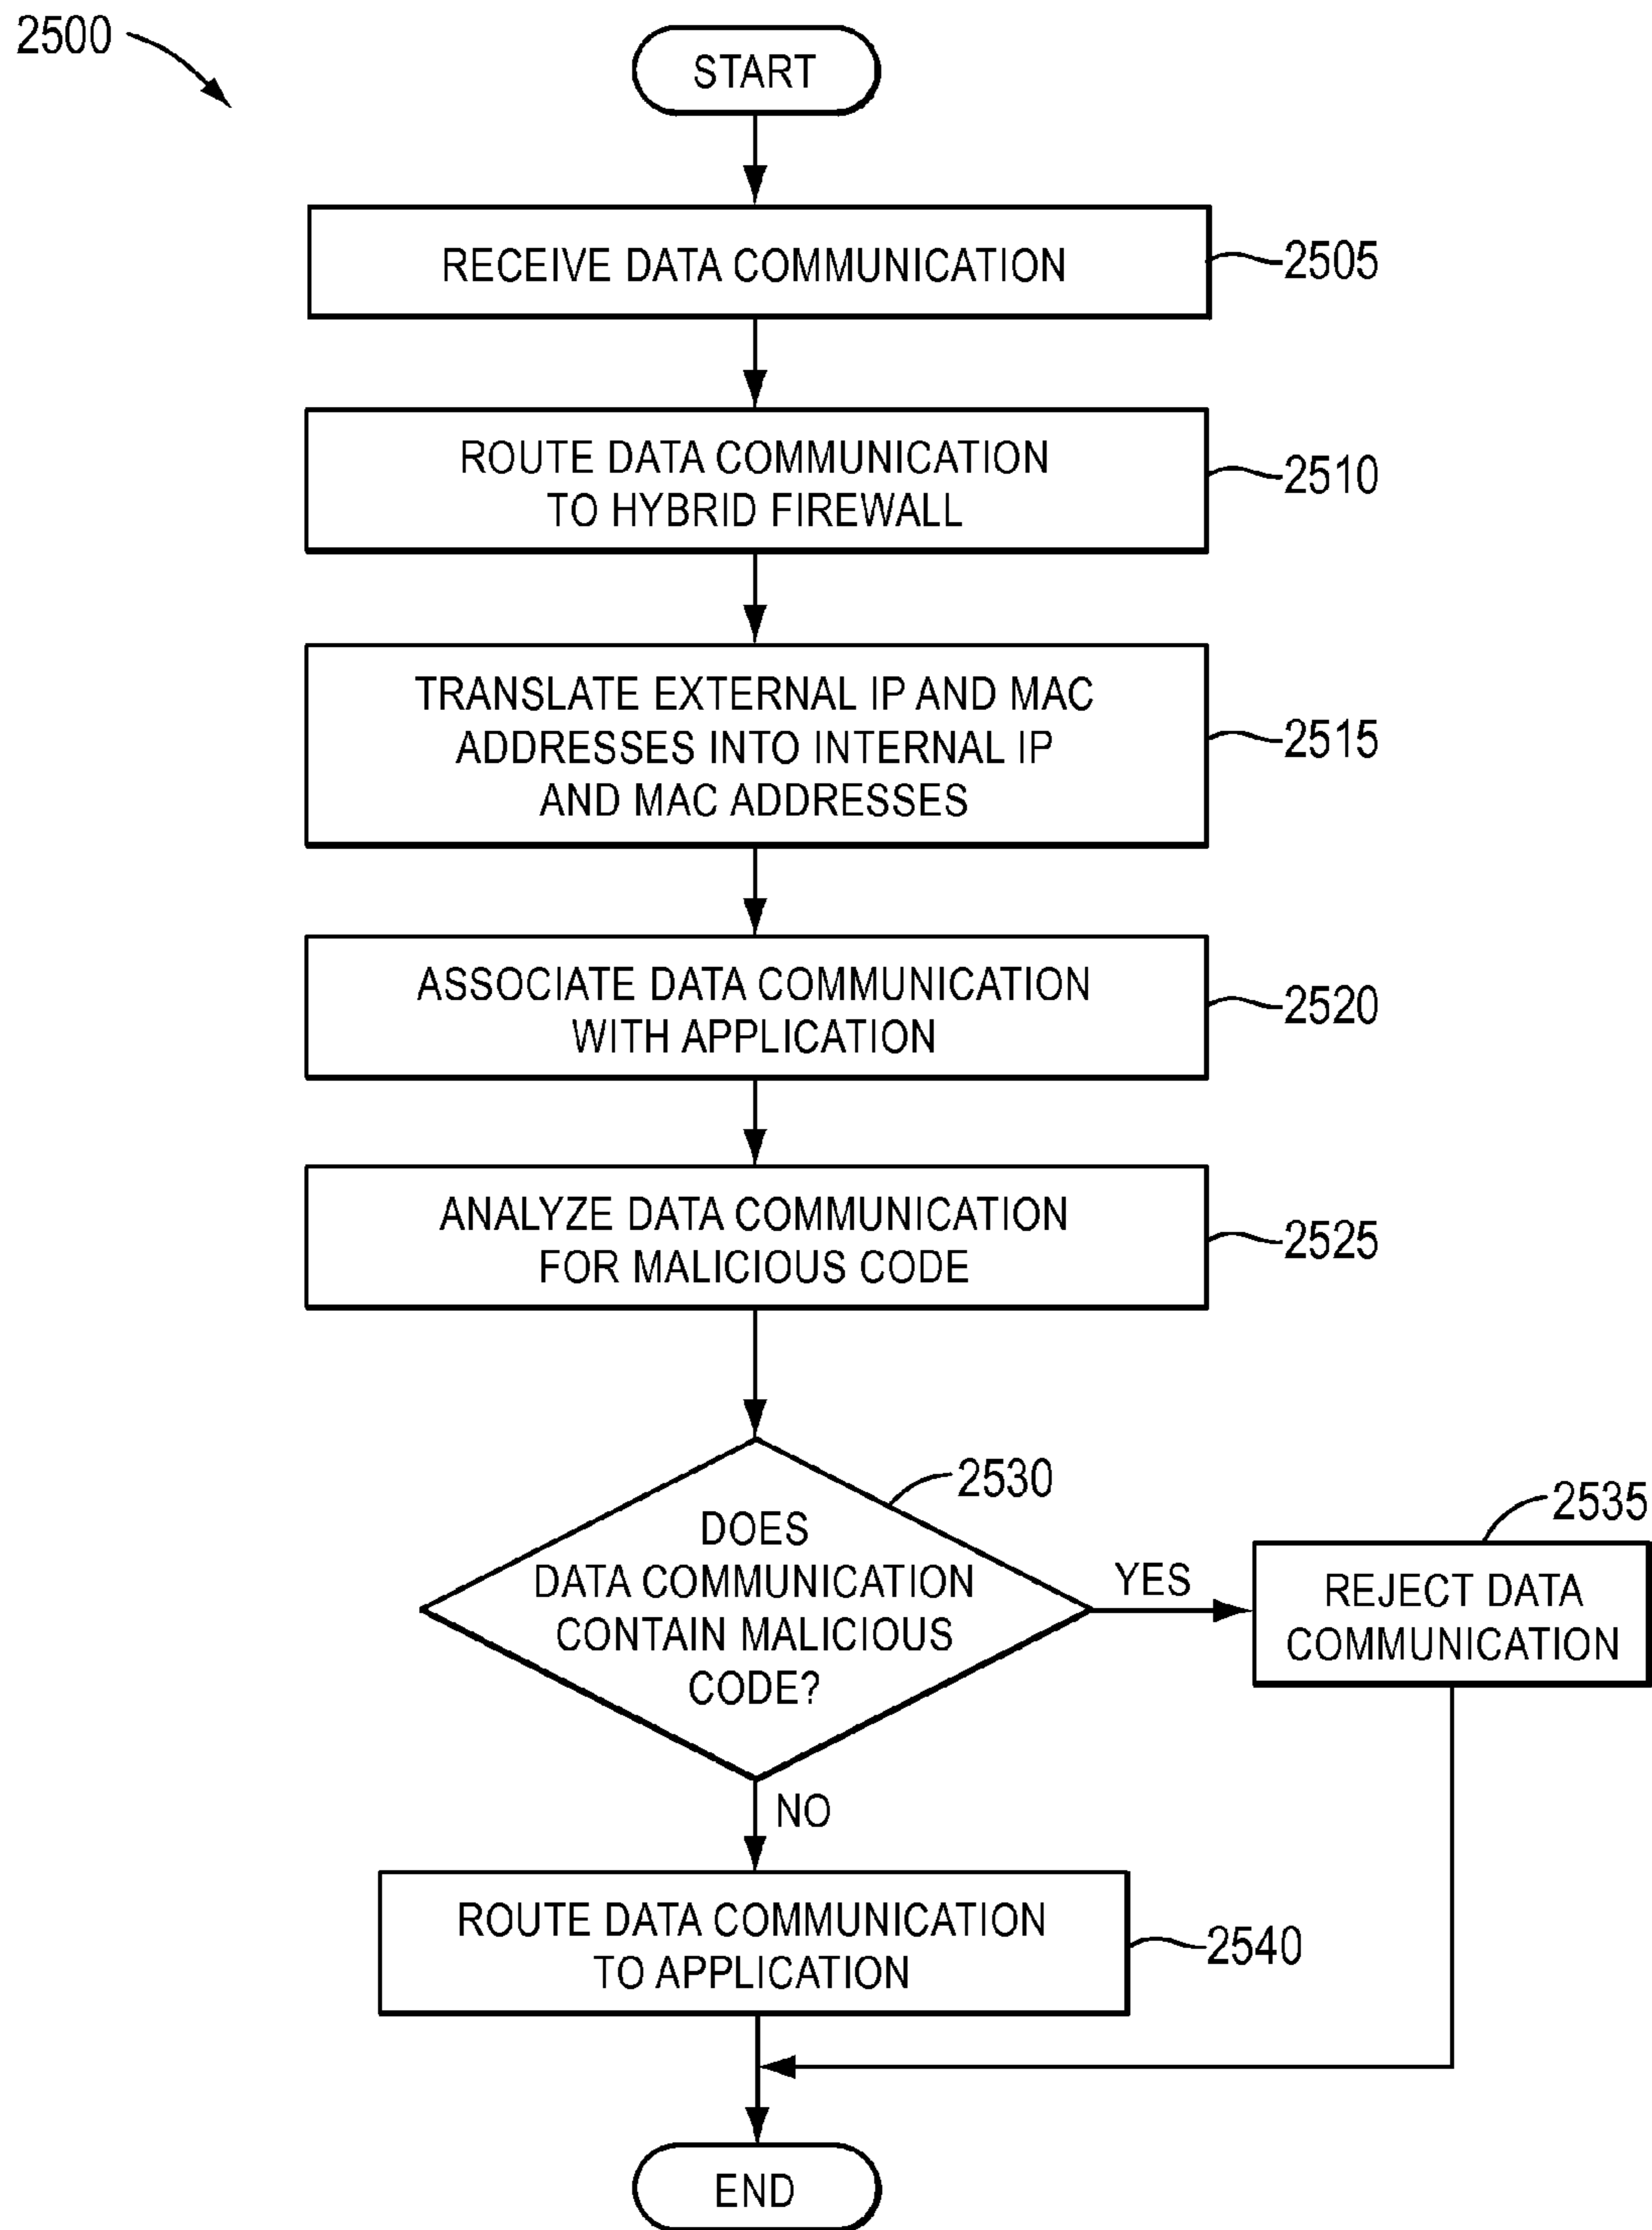 2500
START
RECEIVE DATA COMMUNICATION
2505
ROUTE DATA COMMUNICATION
TO HYBRID FIREWALL
2510
TRANSLATE EXTERNAL IP AND MAC
ADDRESSES INTO INTERNAL IP
AND MAC ADDRESSES
2515
ASSOCIATE DATA COMMUNICATION
WITH APPLICATION
2520
ANALYZE DATA COMMUNICATION
FOR MALICIOUS CODE
2525
2530
DOES
DATA COMMUNICATION
CONTAIN MALICIOUS
CODE?
YES
2535
REJECT DATA
COMMUNICATION
NO
ROUTE DATA COMMUNICATION
TO APPLICATION
2540
END